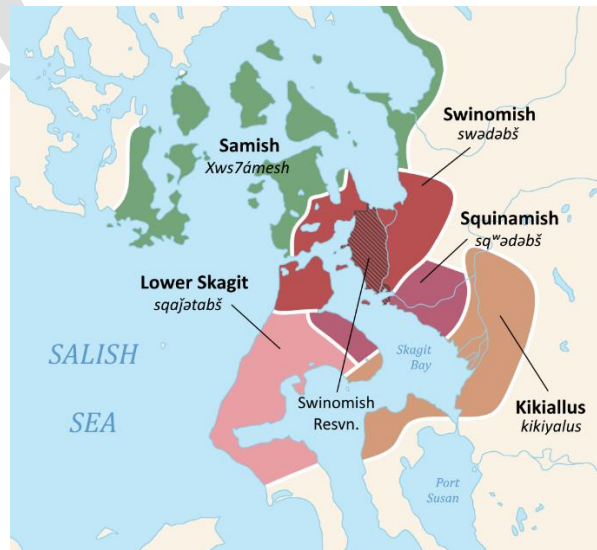 Samish
Xws7ámesh
Swinomish
swədəbš
Squinamish
sqʷədəbš
Lower Skagit
sqaǰətabš
SALISH
SEA
Skagit
Bay
Swinomish
Resvn.
Kikiallus
kikiyalus
Port
Susan